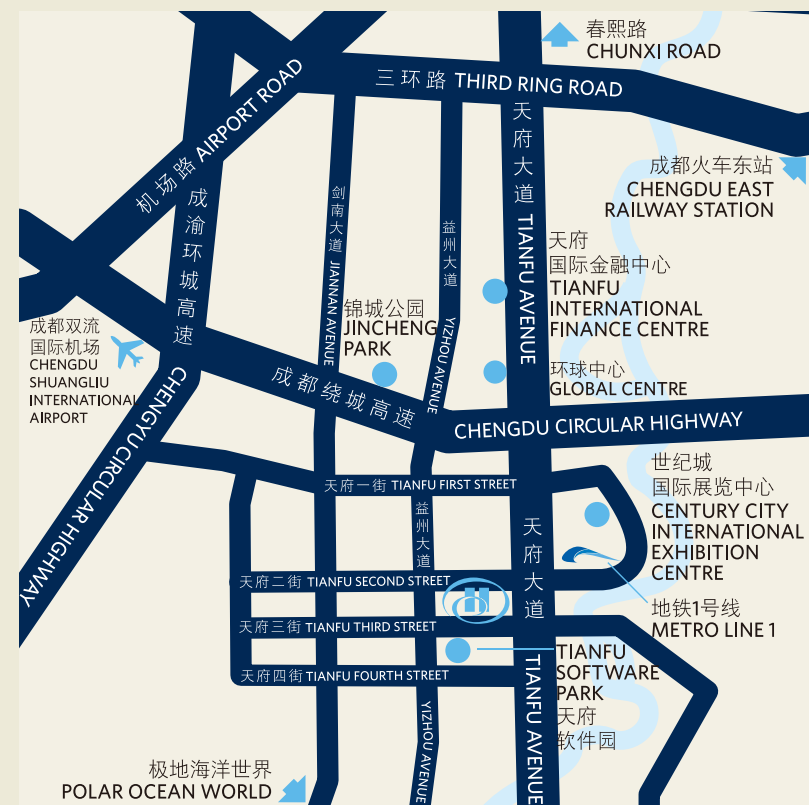 春熙路
CHUNXI ROAD
三环路 THIRD RING ROAD
机场路 AIRPORT ROAD
天府大道 TIANFU AVENUE
成都火车东站
CHENGDU EAST
RAILWAY STATION
成渝环城高速
剑南大道 JIANNAN AVENUE
益州大道 YIZHOU AVENUE
天府
国际金融中心
TIANFU
INTERNATIONAL
FINANCE CENTRE
锦城公园
JINCHENG
PARK
成都双流
国际机场
CHENGDU
SHUANGLIU
INTERNATIONAL
AIRPORT
环球中心
GLOBAL CENTRE
成都绕城高速 CHENGDU CIRCULAR HIGHWAY
CHENGYU CIRCULAR HIGHWAY
世纪城
国际展览中心
CENTURY CITY
INTERNATIONAL
EXHIBITION
CENTRE
天府一街 TIANFU FIRST STREET
益州大道
天府大道
天府二街 TIANFU SECOND STREET
地铁1号线
METRO LINE 1
天府三街 TIANFU THIRD STREET
TIANFU
SOFTWARE
PARK
天府
软件园
天府四街 TIANFU FOURTH STREET
TIANFU AVENUE
YIZHOU AVENUE
极地海洋世界
POLAR OCEAN WORLD